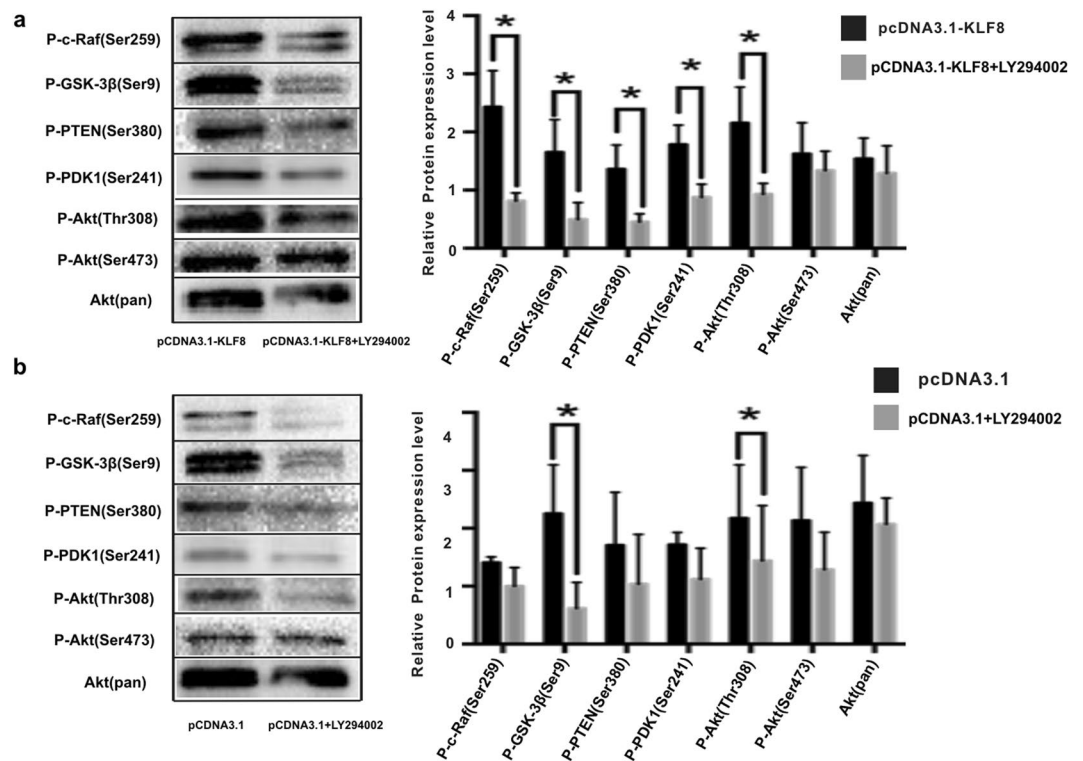 a
P-c-Raf(Ser259)
P-GSK-3β(Ser9)
P-PTEN(Ser380)
P-PDK1(Ser241)
P-Akt(Thr308)
P-Akt(Ser473)
Akt(pan)
pCDNA3.1-KLF8 pCDNA3.1-KLF8+LY294002
Relative Protein expression level
4
3
2
1
0
* * * * *
P-c-Raf(Ser259) P-GSK-3β(Ser9) P-PTEN(Ser380) P-PDK1(Ser241) P-Akt(Thr308) P-Akt(Ser473) Akt(pan)
pcDNA3.1-KLF8
pCDNA3.1-KLF8+LY294002
b
P-c-Raf(Ser259)
P-GSK-3β(Ser9)
P-PTEN(Ser380)
P-PDK1(Ser241)
P-Akt(Thr308)
P-Akt(Ser473)
Akt(pan)
pCDNA3.1 pCDNA3.1+LY294002
Relative Protein expression level
4
3
2
1
0
* *
P-c-Raf(Ser259) P-GSK-3β(Ser9) P-PTEN(Ser380) P-PDK1(Ser241) P-Akt(Thr308) P-Akt(Ser473) Akt(pan)
pcDNA3.1
pCDNA3.1+LY294002